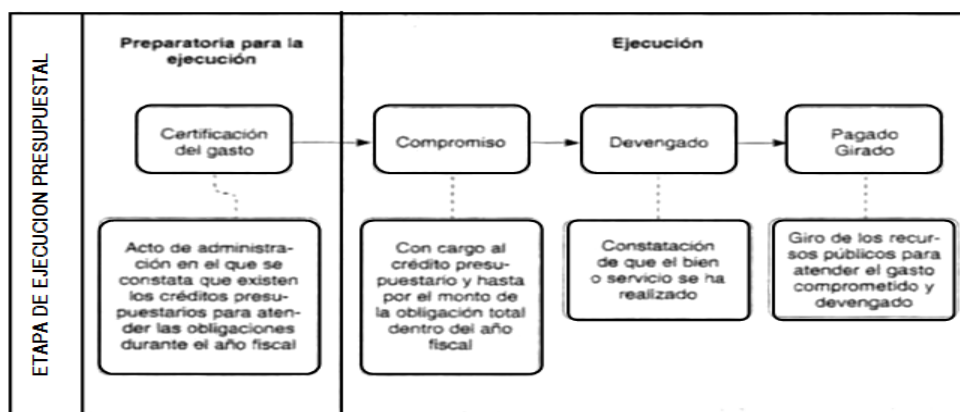 ETAPA DE EJECUCION PRESUPUESTAL
Preparatoria para la
ejecución
Ejecución
Certificación
del gasto
Compromiso
Devengado
Pagado
Girado
Acto de administra-
ción en el que se
constata que existen
los créditos presu-
puestarios para aten-
der las obligaciones
durante el año fiscal
Con cargo al
crédito presu-
puestario y hasta
por el monto de
la obligación total
dentro del año
fiscal
Constatación
de que el bien
o servicio se ha
realizado
Giro de los recur-
sos públicos para
atender el gasto
comprometido y
devengado